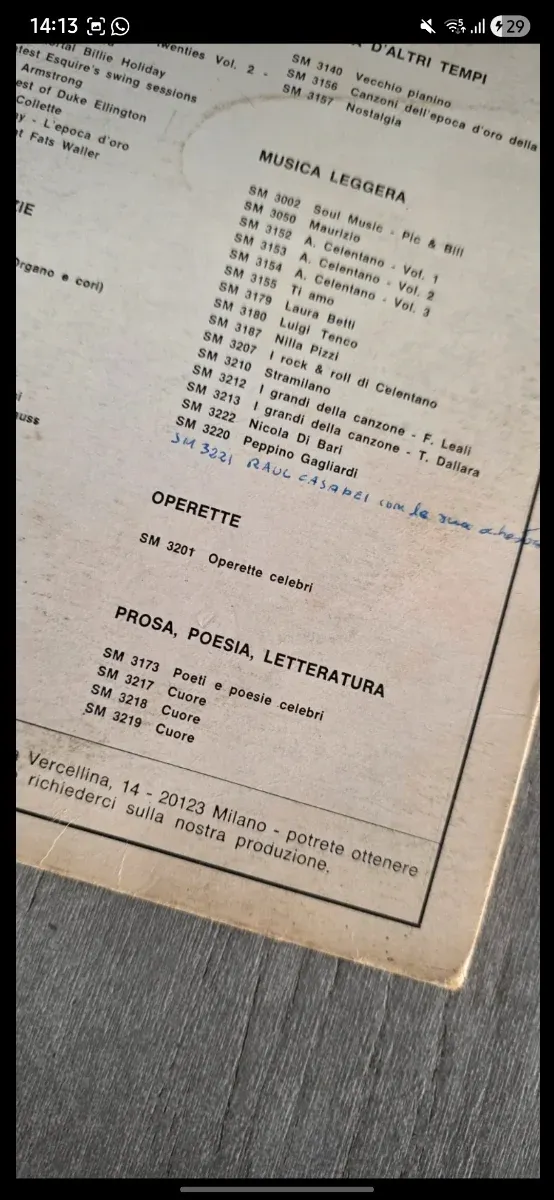 14:13
29
Twenties Vol. 2 -
Billie Holiday
Esquire's swing sessions
Armstrong
of Duke Ellington
Collette
- L'epoca d'oro
Fats Waller
ZIE
Organo e cori)
D'ALTRI TEMPI
SM 3140 Vecchio pianino
SM 3156 Canzoni dell'epoca d'oro della
SM 3157 Nostalgia
MUSICA LEGGERA
SM 3002 Soul Music - Pic & Bill
SM 3050 Maurizio
SM 3152 A. Celentano - Vol. 1
SM 3153 A. Celentano - Vol. 2
SM 3154 A. Celentano - Vol. 3
SM 3155 Ti amo
SM 3179 Laura Betti
SM 3180 Luigi Tenco
SM 3187 Nilla Pizzi
SM 3207 I rock & roll di Celentano
SM 3210 Stramilano
SM 3212 I grandi della canzone - F. Leali
SM 3213 I grandi della canzone - T. Dallara
SM 3222 Nicola Di Bari
SM 3220 Peppino Gagliardi
SM 3221 RAUL CASADEI con la sua
OPERETTE
SM 3201 Operette celebri
PROSA, POESIA, LETTERATURA
SM 3173 Poeti e poesie celebri
SM 3217 Cuore
SM 3218 Cuore
SM 3219 Cuore
Vercellina, 14 - 20123 Milano - potrete ottenere
richiederci sulla nostra produzione.